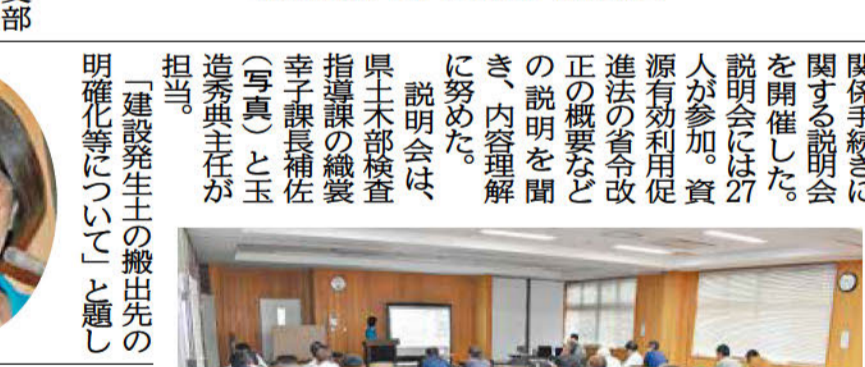 支部
関係手続きに
関する説明会
を開催した。
説明会には27
人が参加。資
源有効利用促
進法の省令改
正の概要など
の説明を聞
き、内容理解
に努めた。
説明会は、
県土木部検査
指導課の織裳
幸子課長補佐
（写真）と玉
造秀典主任が
担当。
「建設発生土の搬出先の
明確化等について」と題し